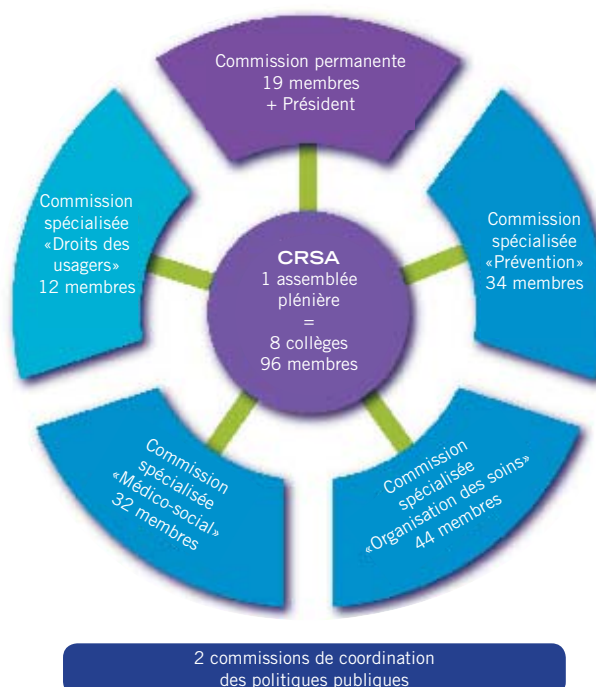 Commission permanente
19 membres
+ Président
Commission
spécialisée
«Droits des
usagers»
12 membres
Commission
spécialisée
«Prévention»
34 membres
CRSA
1 assemblée
plénière
=
8 collèges
96 membres
Commission
spécialisée
«Médico-social»
32 membres
Commission
spécialisée
«Organisation des soins»
44 membres
2 commissions de coordination
des politiques publiques